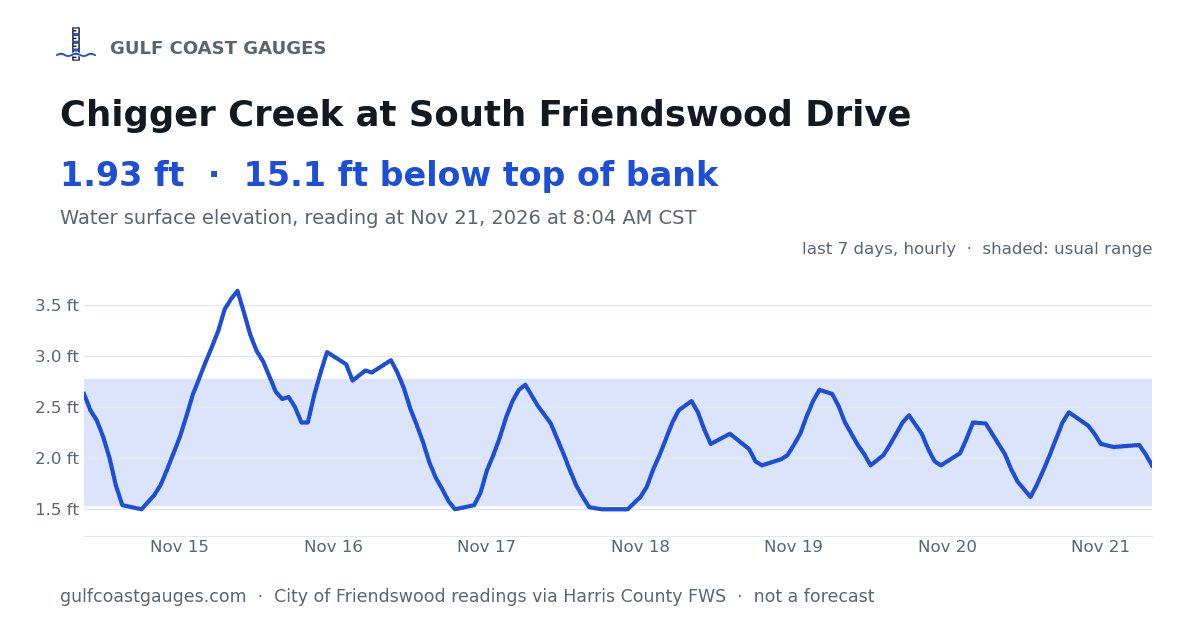 GULF COAST GAUGES
Chigger Creek at South Friendswood Drive
1.93 ft · 15.1 ft below top of bank
Water surface elevation, reading at Nov 21, 2026 at 8:04 AM CST
last 7 days, hourly · shaded: usual range
3.5 ft
3.0 ft
2.5 ft
2.0 ft
1.5 ft
Nov 15 Nov 16 Nov 17 Nov 18 Nov 19 Nov 20 Nov 21
gulfcoastgauges.com · City of Friendswood readings via Harris County FWS · not a forecast